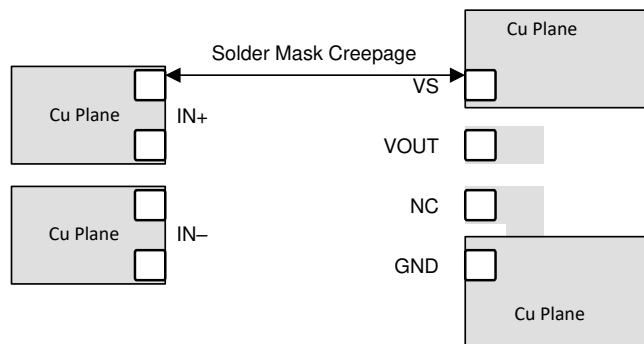 Cu Plane
Solder Mask Creepage
VS
Cu Plane
IN+
VOUT
NC
Cu Plane
IN–
GND
Cu Plane